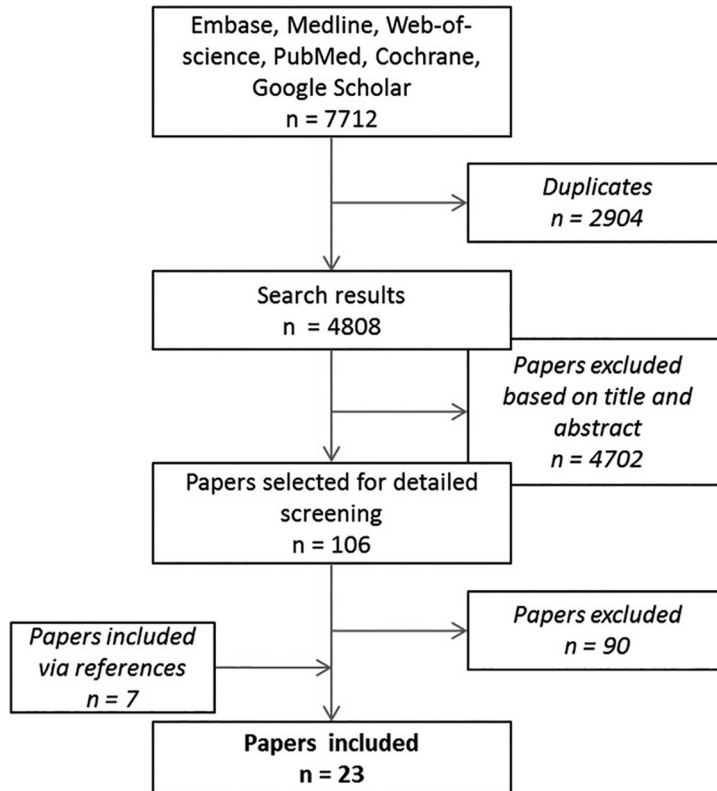 Embase, Medline, Web-of-
science, PubMed, Cochrane,
Google Scholar
n = 7712
Duplicates
n = 2904
Search results
n = 4808
Papers excluded
based on title and
abstract
n = 4702
Papers selected for detailed
screening
n = 106
Papers excluded
n = 90
Papers included
via references
n = 7
Papers included
n = 23